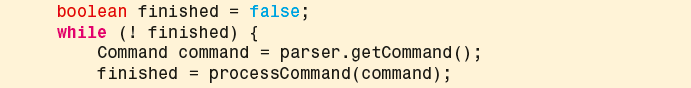 boolean finished = false;
while (! finished) {
    Command command = parser.getCommand();
    finished = processCommand(command);